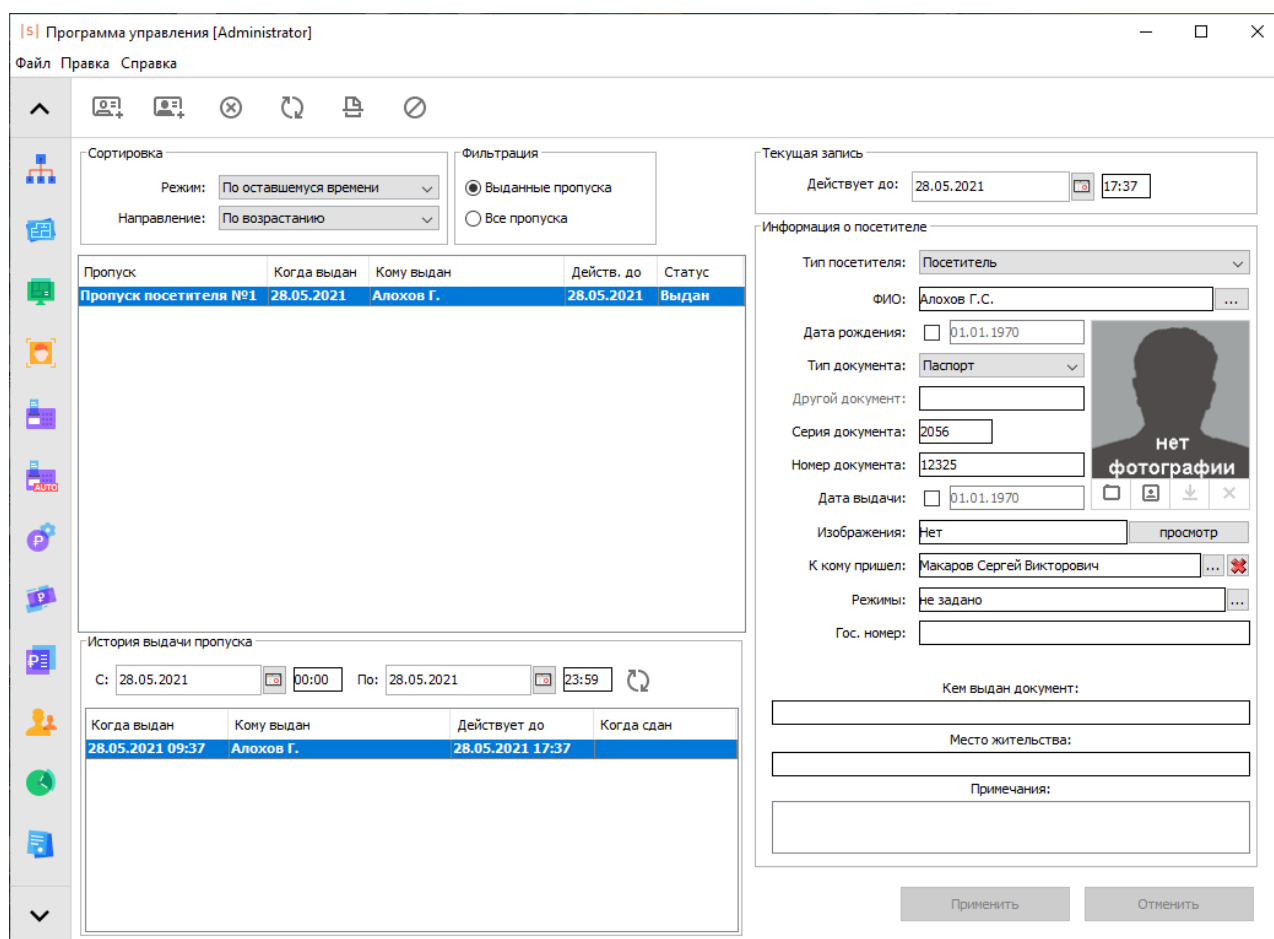 |S| Программа управления [Administrator]
Файл Правка Справка
Сортировка
Режим: По оставшемуся времени
Направление: По возрастанию
Фильтрация
Выданные пропуска
Все пропуска
Пропуск Когда выдан Кому выдан Действ. до Статус
Пропуск посетителя №1 28.05.2021 Алохов Г. 28.05.2021 Выдан
AUTO
История выдачи пропуска
С: 28.05.2021 00:00 По: 28.05.2021 23:59
Когда выдан Кому выдан Действует до Когда сдан
28.05.2021 09:37 Алохов Г. 28.05.2021 17:37
Текущая запись
Действует до: 28.05.2021 17:37
Информация о посетителе
Тип посетителя: Посетитель
ФИО: Алохов Г.С. ...
Дата рождения: 01.01.1970
Тип документа: Паспорт
Другой документ:
Серия документа: 2056
Номер документа: 12325
нет
фотографии
Дата выдачи: 01.01.1970
Изображения: Нет просмотр
К кому пришел: Макаров Сергей Викторович ...
Режимы: не задано ...
Гос. номер:
Кем выдан документ:
Место жительства:
Примечания:
Применить Отменить